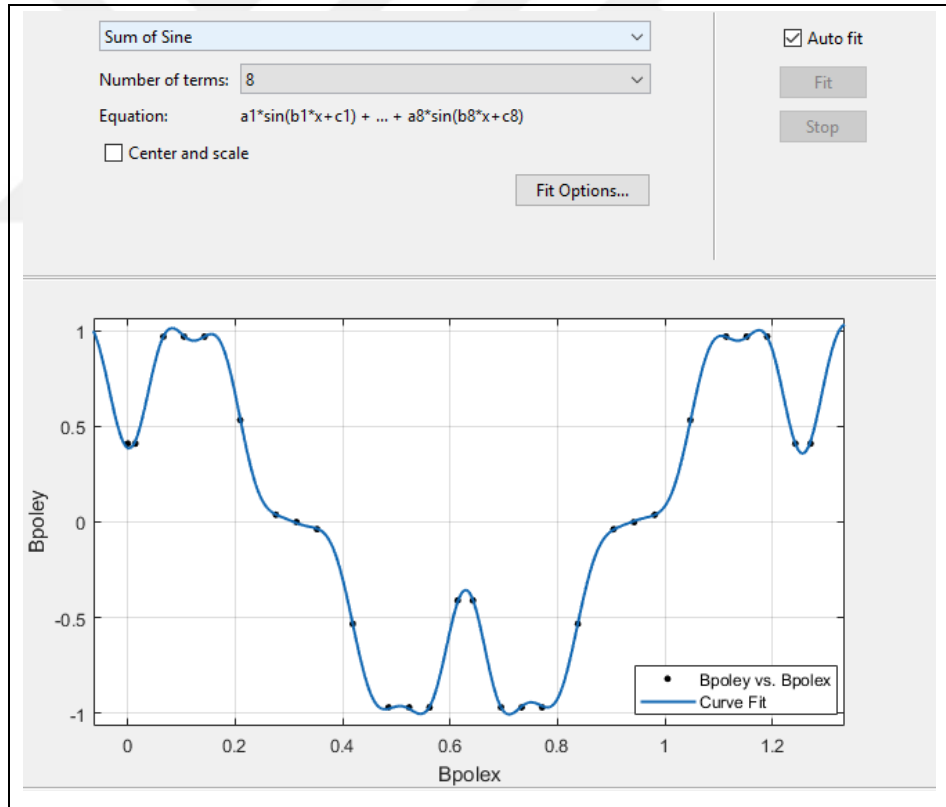 Sum of Sine
Auto fit
Number of terms: 8
Fit
Equation: a1*sin(b1*x+c1) + ... + a8*sin(b8*x+c8)
Stop
Center and scale
Fit Options...
1
0.5
0
-0.5
-1
Bpoley
Bpoley vs. Bpolex
Curve Fit
0 0.2 0.4 0.6 0.8 1 1.2
Bpolex